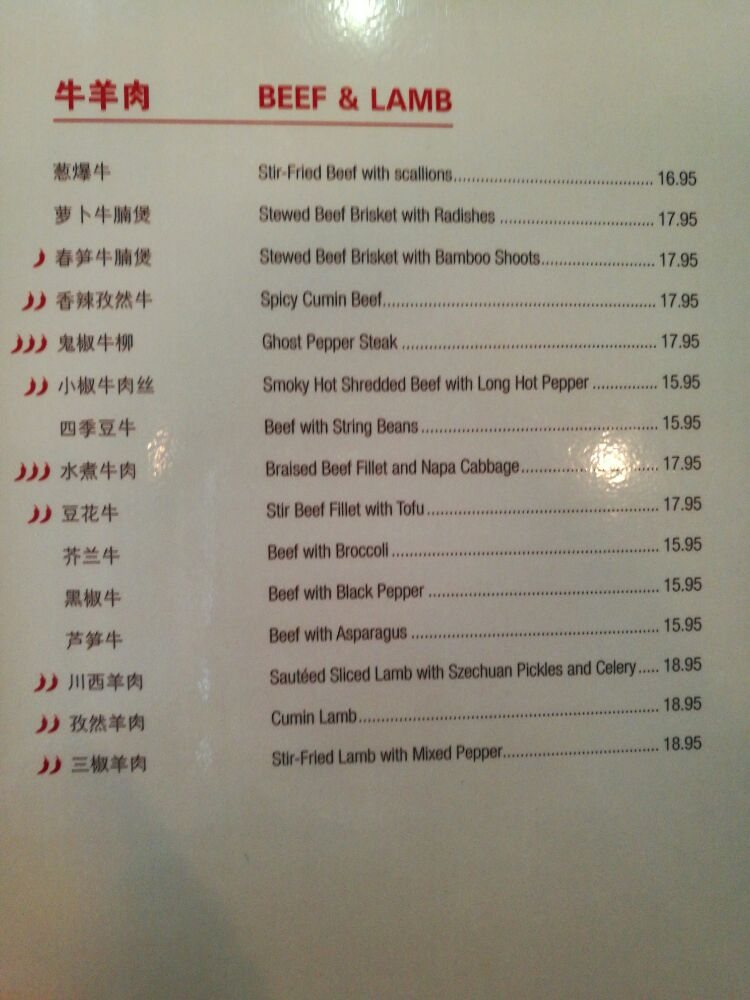 牛羊肉 BEEF & LAMB
葱爆牛 Stir-Fried Beef with scallions 16.95
萝卜牛腩煲 Stewed Beef Brisket with Radishes 17.95
春笋牛腩煲 Stewed Beef Brisket with Bamboo Shoots 17.95
香辣孜然牛 Spicy Cumin Beef 17.95
鬼椒牛柳 Ghost Pepper Steak 17.95
小椒牛肉丝 Smoky Hot Shredded Beef with Long Hot Pepper 15.95
四季豆牛 Beef with String Beans 15.95
水煮牛肉 Braised Beef Fillet and Napa Cabbage 17.95
豆花牛 Stir Beef Fillet with Tofu 17.95
芥兰牛 Beef with Broccoli 15.95
黑椒牛 Beef with Black Pepper 15.95
芦笋牛 Beef with Asparagus 15.95
川西羊肉 Sautéed Sliced Lamb with Szechuan Pickles and Celery 18.95
孜然羊肉 Cumin Lamb 18.95
三椒羊肉 Stir-Fried Lamb with Mixed Pepper 18.95